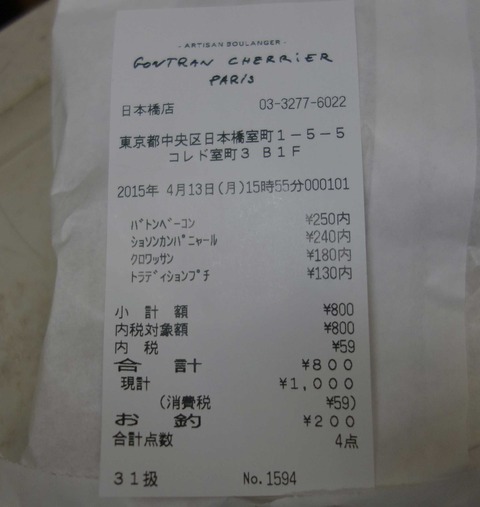 - ARTISAN BOULANGER -
GONTRAN CHERRIER
PARIS
日本橋店 03-3277-6022
東京都中央区日本橋室町1-5-5
コレド室町3 B1F
2015年 4月13日(月)15時55分000101
ﾊﾞﾄﾝﾍﾞｰｺﾝ ¥250内
ｼｮｿﾝｶﾝﾊﾟﾆｬｰﾙ ¥240内
ｸﾛﾜｯｻﾝ ¥180内
ﾄﾗﾃﾞｨｼｮﾝﾌﾟﾁ ¥130内
小計額 ¥800
内税対象額 ¥800
内税 ¥59
合計 ¥800
現計 ¥1,000
(消費税 ¥59)
お釣 ¥200
合計点数 4点
31扱 No.1594